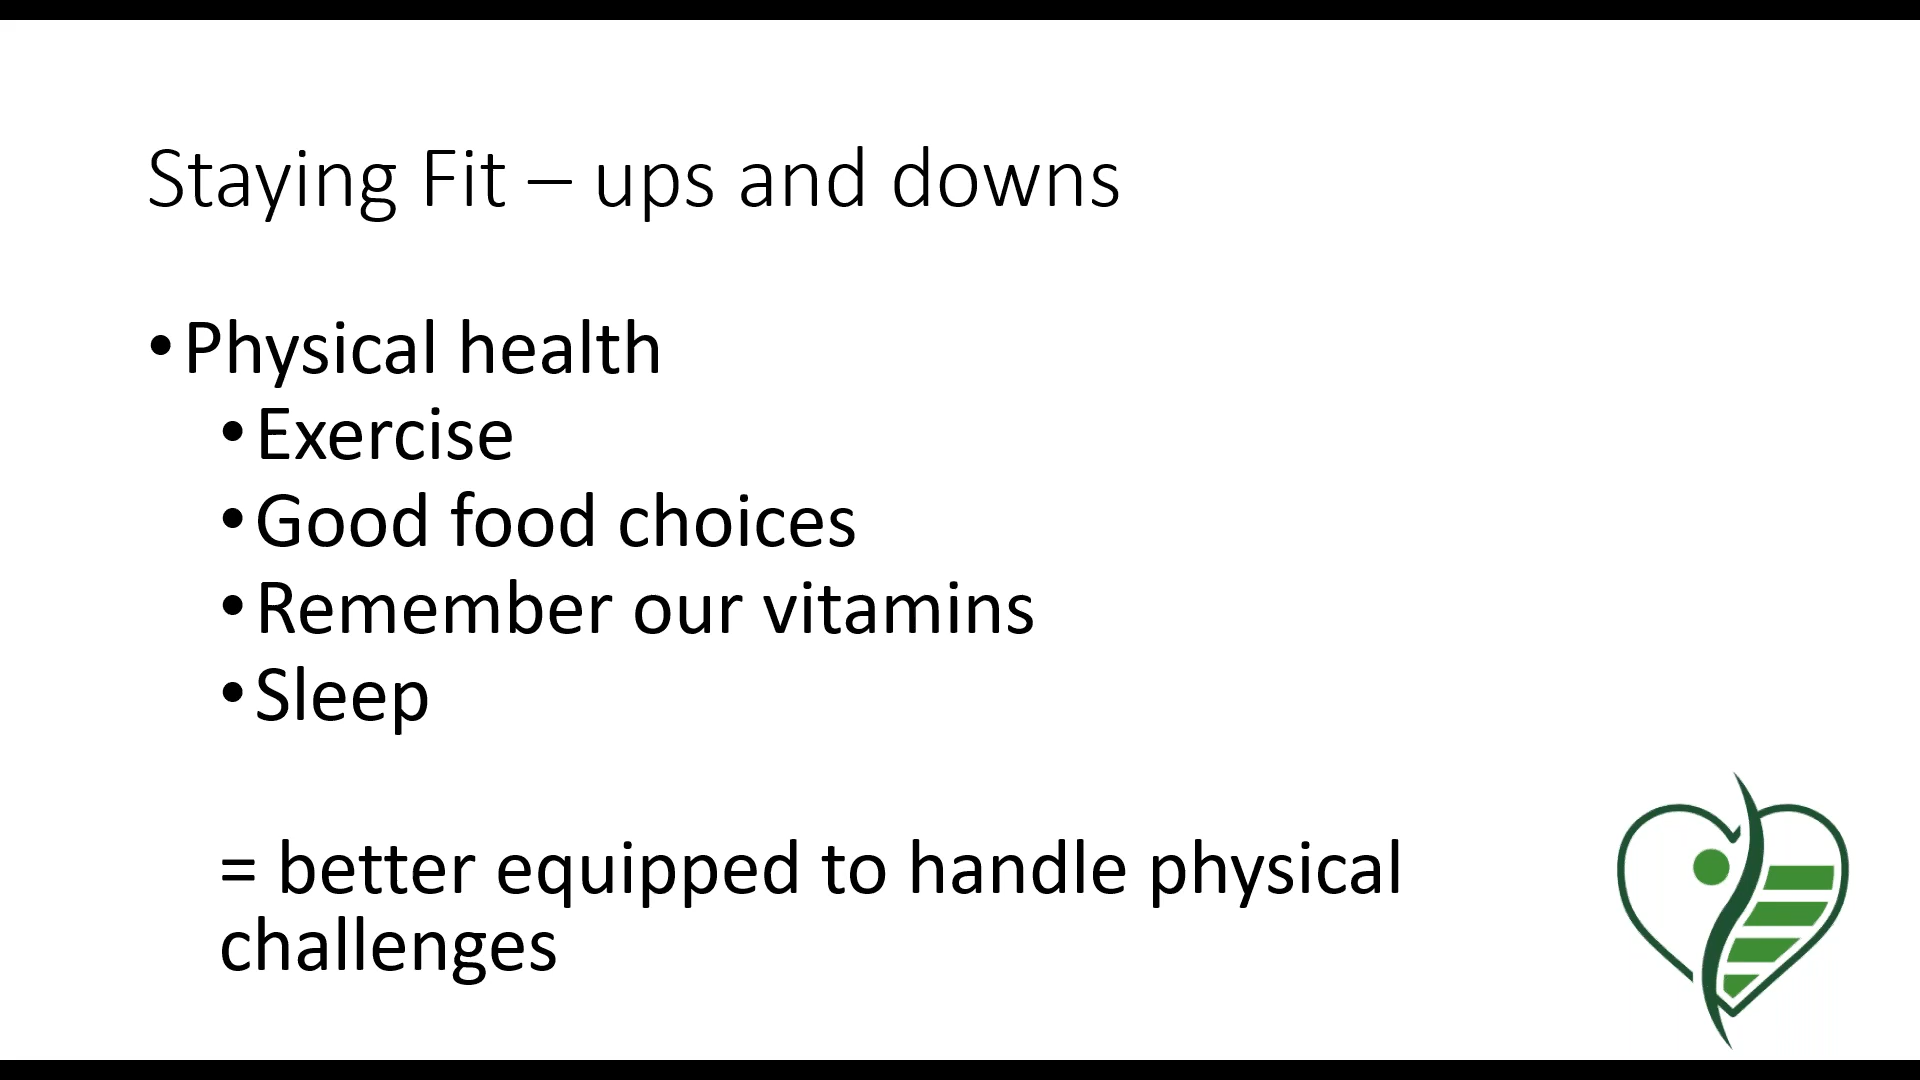 Staying Fit – ups and downs
•Physical health
•Exercise
•Good food choices
•Remember our vitamins
•Sleep
= better equipped to handle physical
challenges